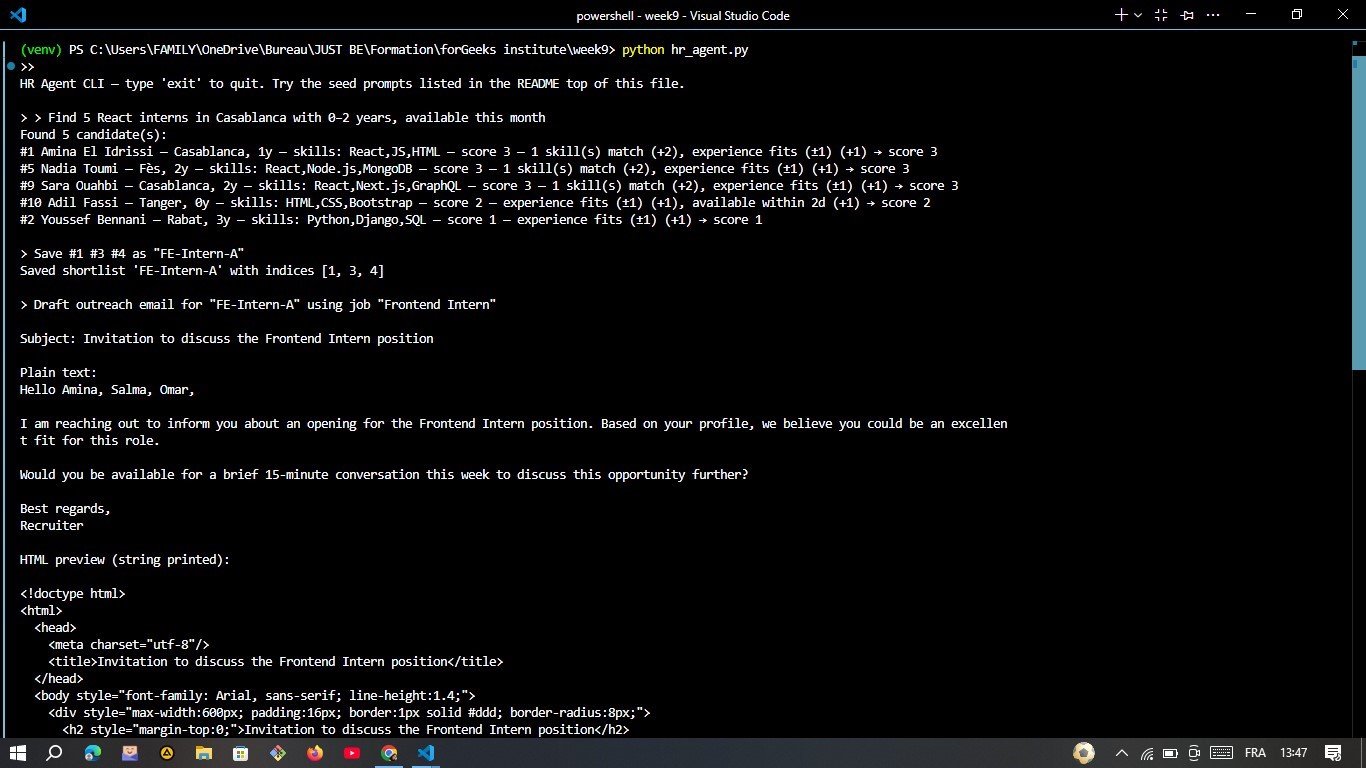 powershell - week9 - Visual Studio Code
(venv) PS C:\Users\FAMILY\OneDrive\Bureau\JUST BE\Formation\forGeeks institute\week9> python hr_agent.py
>>
HR Agent CLI — type 'exit' to quit. Try the seed prompts listed in the README top of this file.
> > Find 5 React interns in Casablanca with 0–2 years, available this month
Found 5 candidate(s):
#1 Amina El Idrissi — Casablanca, 1y — skills: React,JS,HTML — score 3 — 1 skill(s) match (+2), experience fits (±1) (+1) → score 3
#5 Nadia Toumi — Fès, 2y — skills: React,Node.js,MongoDB — score 3 — 1 skill(s) match (+2), experience fits (±1) (+1) → score 3
#9 Sara Ouahbi — Casablanca, 2y — skills: React,Next.js,GraphQL — score 3 — 1 skill(s) match (+2), experience fits (±1) (+1) → score 3
#10 Adil Fassi — Tanger, 0y — skills: HTML,CSS,Bootstrap — score 2 — experience fits (±1) (+1), available within 2d (+1) → score 2
#2 Youssef Bennani — Rabat, 3y — skills: Python,Django,SQL — score 1 — experience fits (±1) (+1) → score 1
> Save #1 #3 #4 as "FE-Intern-A"
Saved shortlist 'FE-Intern-A' with indices [1, 3, 4]
> Draft outreach email for "FE-Intern-A" using job "Frontend Intern"
Subject: Invitation to discuss the Frontend Intern position
Plain text:
Hello Amina, Salma, Omar,
I am reaching out to inform you about an opening for the Frontend Intern position. Based on your profile, we believe you could be an excellen
t fit for this role.
Would you be available for a brief 15-minute conversation this week to discuss this opportunity further?
Best regards,
Recruiter
HTML preview (string printed):
<!doctype html>
<html>
<head>
<meta charset="utf-8"/>
<title>Invitation to discuss the Frontend Intern position</title>
</head>
<body style="font-family: Arial, sans-serif; line-height:1.4;">
<div style="max-width:600px; padding:16px; border:1px solid #ddd; border-radius:8px;">
<h2 style="margin-top:0;">Invitation to discuss the Frontend Intern position</h2>
FRA 13:47